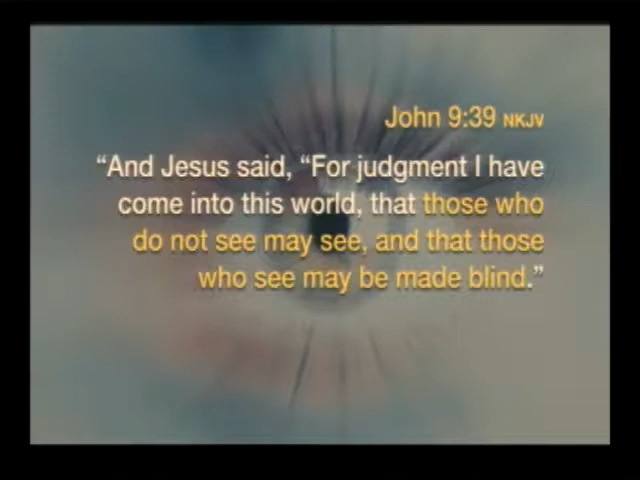 John 9:39 NKJV
“And Jesus said, “For judgment I have
come into this world, that those who
do not see may see, and that those
who see may be made blind.”